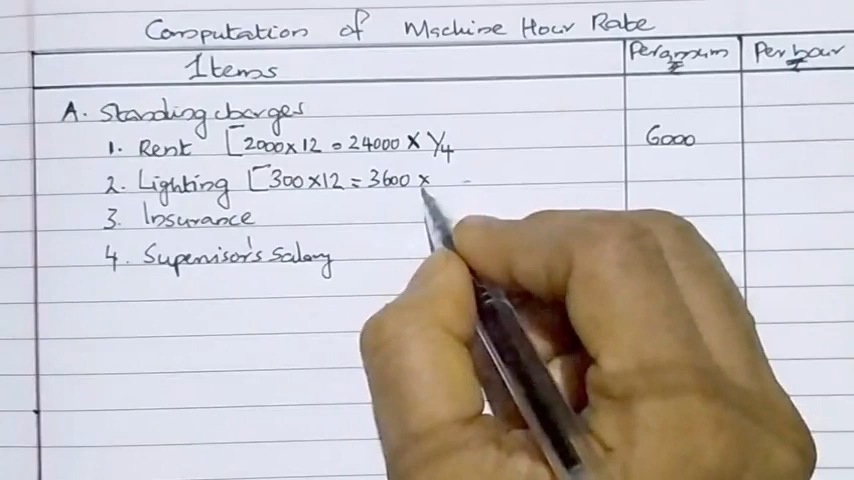 Computation of Machine Hour Rate
Items Per annum Per hour
₹ ₹
A. Standing charges
1. Rent [2000x12 = 24000 x 1/4 6000
2. Lighting [300x12 = 3600 x
3. Insurance
4. Supervisor's Salary